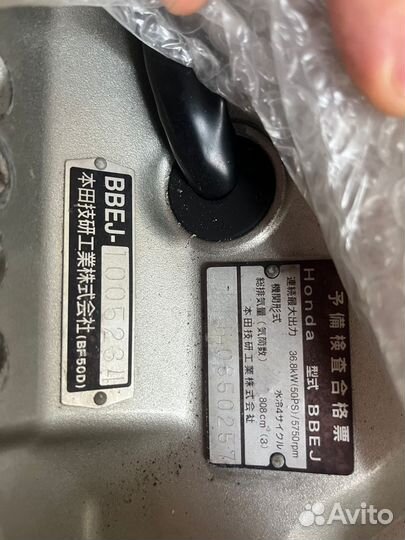 BBEJ-1005234
本田技研工業株式会社(BF50D)
予備検査合格票
Honda 型式 BBEJ
連続最大出力 36.8kW(50PS)/5750rpm
機関形式 水冷4サイクル
総排気量(気筒数) 808cm³(3)
本田技研工業株式会社
Avito